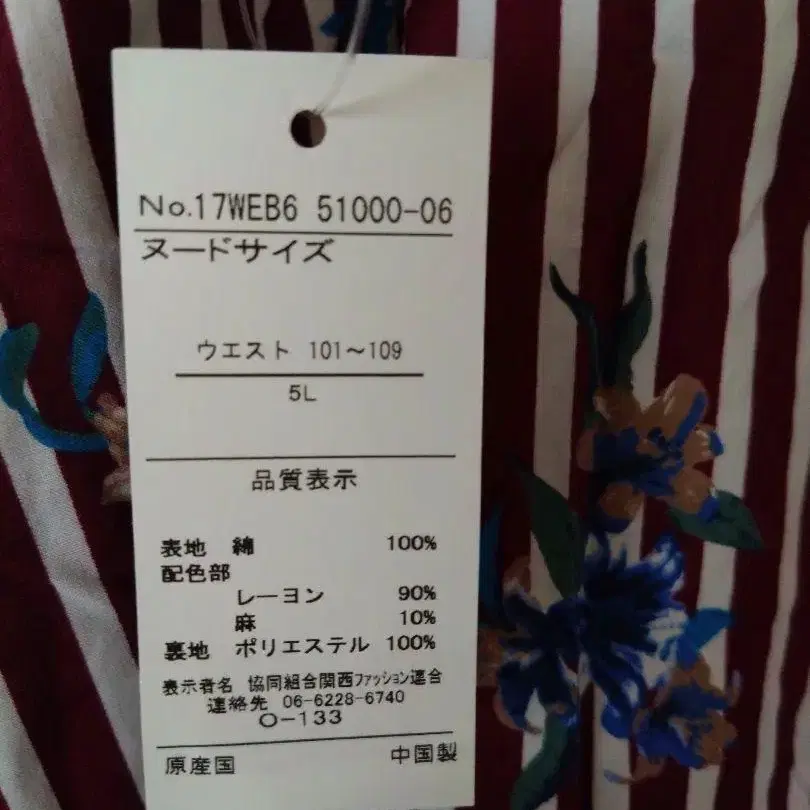 No.17WEB6 51000-06
ヌードサイズ
ウエスト 101～109
5L
品質表示
表地 綿 100%
配色部
レーヨン 90%
麻 10%
裏地 ポリエステル 100%
表示者名 協同組合関西ファッション連合
連絡先 06-6228-6740
O-133
原産国 中国製